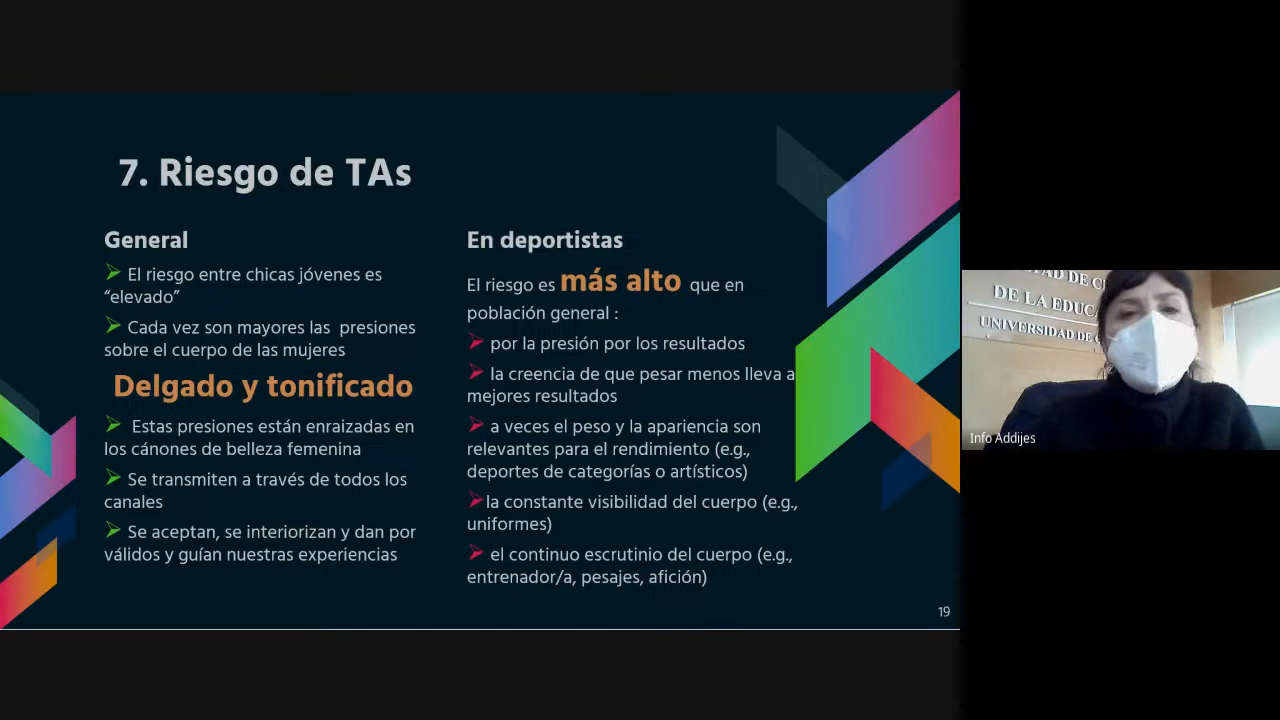 7. Riesgo de TAs
General
El riesgo entre chicas jóvenes es
“elevado”
Cada vez son mayores las presiones
sobre el cuerpo de las mujeres
Delgado y tonificado
Estas presiones están enraizadas en
los cánones de belleza femenina
Se transmiten a través de todos los
canales
Se aceptan, se interiorizan y dan por
válidos y guían nuestras experiencias
En deportistas
El riesgo es más alto que en
población general :
por la presión por los resultados
la creencia de que pesar menos lleva a
mejores resultados
a veces el peso y la apariencia son
relevantes para el rendimiento (e.g.,
deportes de categorías o artísticos)
la constante visibilidad del cuerpo (e.g.,
uniformes)
el continuo escrutinio del cuerpo (e.g.,
entrenador/a, pesajes, afición)
19
DE
DE LA
UNIVERSIDAD DE
Info Addijes